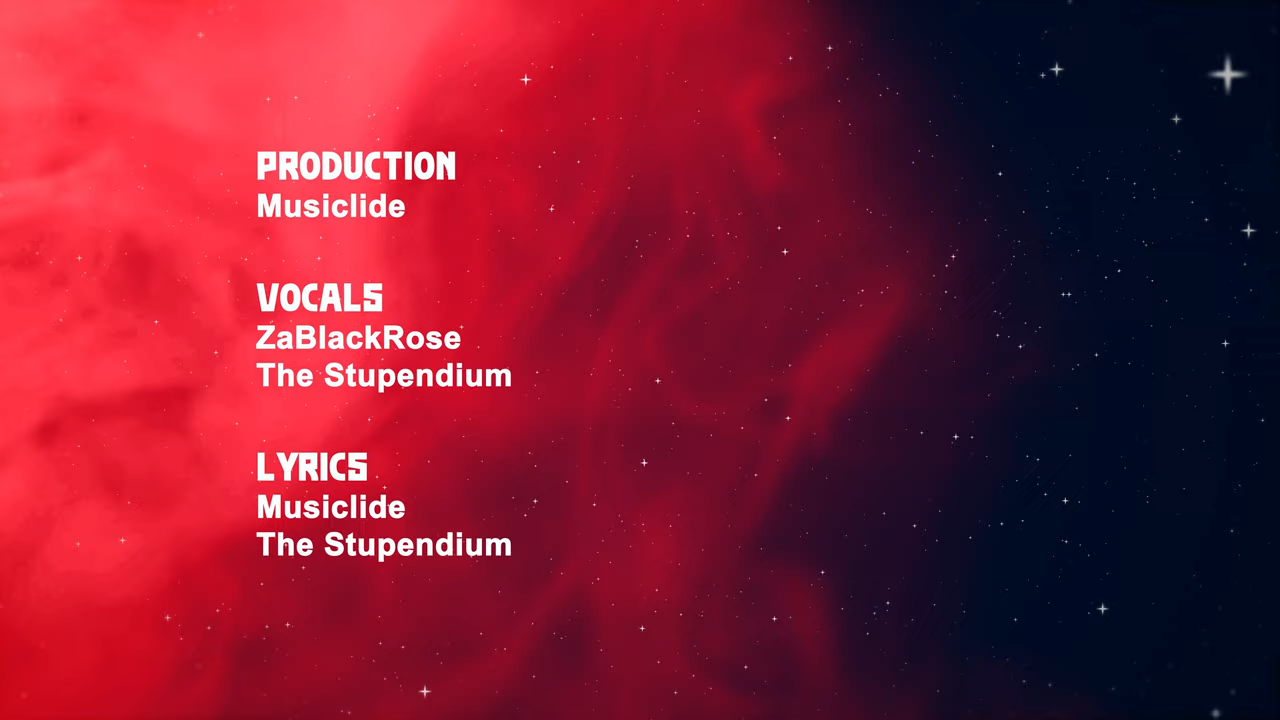 PRODUCTION
Musiclide
VOCALS
ZaBlackRose
The Stupendium
LYRICS
Musiclide
The Stupendium